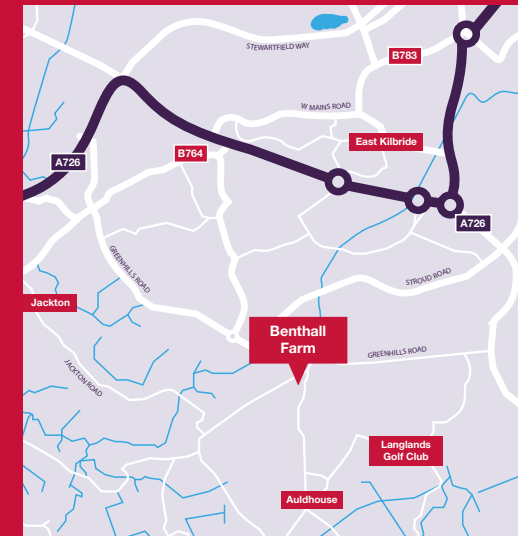 STEWARTFIELD WAY
B783
W MAINS ROAD
East Kilbride
B764
A726
A726
GREENHILLS ROAD
STROUD ROAD
Jackton
Benthall
Farm
GREENHILLS ROAD
JACKTON ROAD
Langlands
Golf Club
Auldhouse